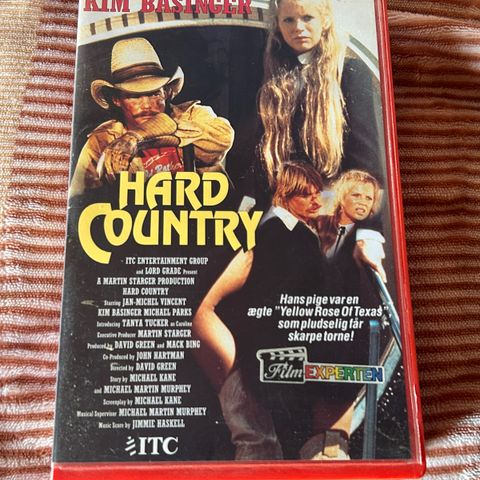 KIM BASINGER
HARD
COUNTRY
ITC ENTERTAINMENT GROUP
and LORD GRADE Present
A MARTIN STARGER PRODUCTION
HARD COUNTRY
Starring JAN-MICHEL VINCENT
KIM BASINGER MICHAEL PARKS
Introducing TANYA TUCKER as Caroline
Executive Producer MARTIN STARGER
Produced by DAVID GREEN and MACK BING
Co-Produced by JOHN HARTMAN
Directed by DAVID GREEN
Story by MICHAEL KANE
and MICHAEL MARTIN MURPHEY
Screenplay by MICHAEL KANE
Musical Supervisor MICHAEL MARTIN MURPHEY
Music Score by JIMMIE HASKELL
ITC
Hans pige var en
ægte "Yellow Rose Of Texas"
som pludselig får
skarpe torne!
Film EXPERTEN